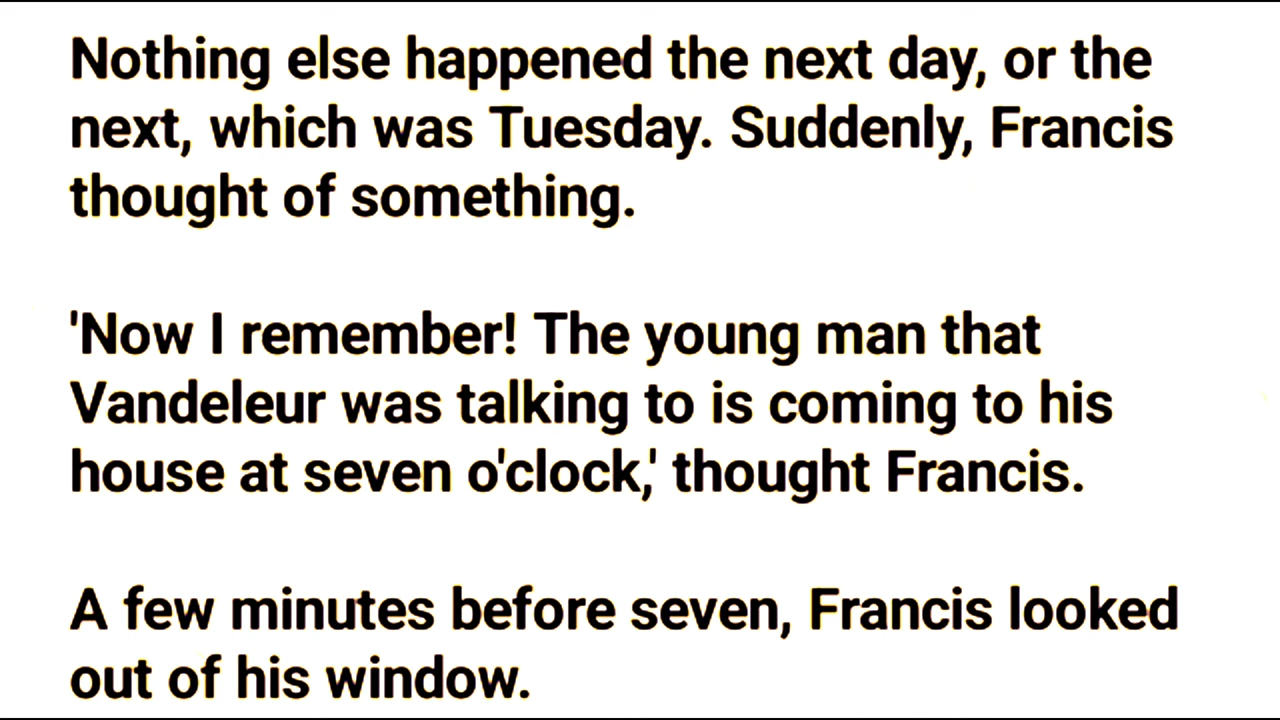 Nothing else happened the next day, or the
next, which was Tuesday. Suddenly, Francis
thought of something.
'Now I remember! The young man that
Vandeleur was talking to is coming to his
house at seven o'clock,' thought Francis.
A few minutes before seven, Francis looked
out of his window.